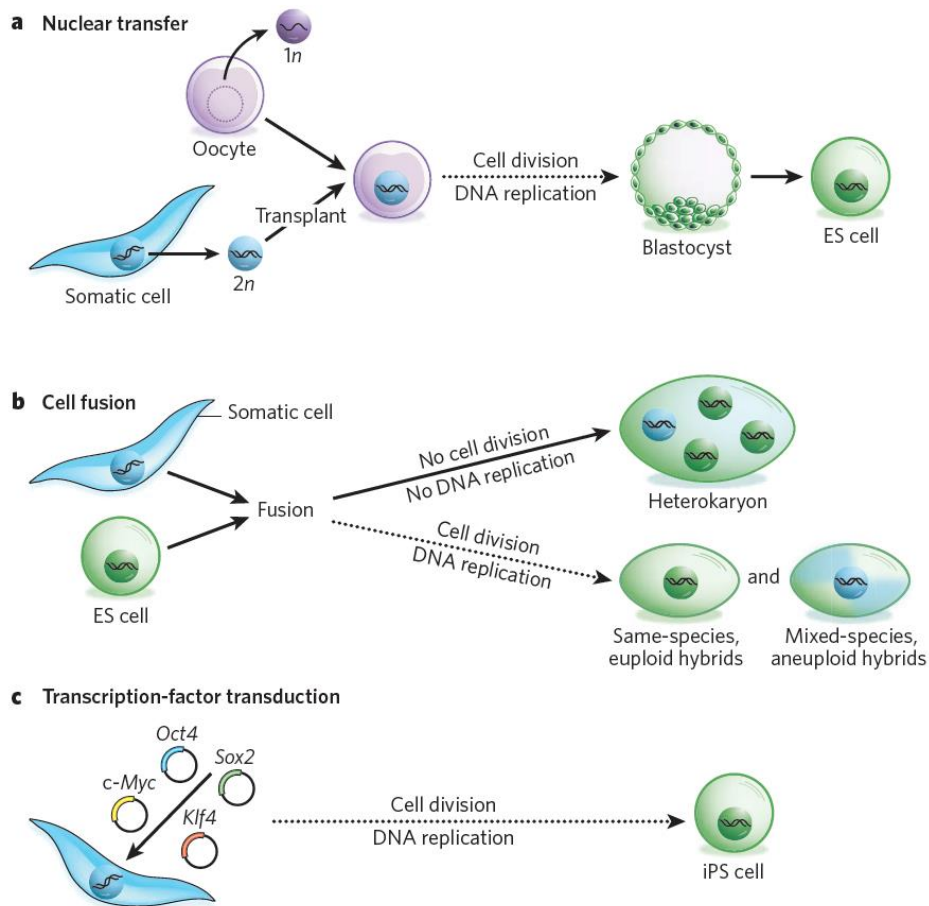 a Nuclear transfer
1n
Oocyte
Cell division
DNA replication
Transplant
Blastocyst
ES cell
2n
Somatic cell
b Cell fusion
Somatic cell
No cell division
No DNA replication
Heterokaryon
Fusion
Cell division
DNA replication
ES cell
and
Same-species,
euploid hybrids
Mixed-species,
aneuploid hybrids
c Transcription-factor transduction
Oct4
Sox2
c-Myc
Klf4
Cell division
DNA replication
iPS cell